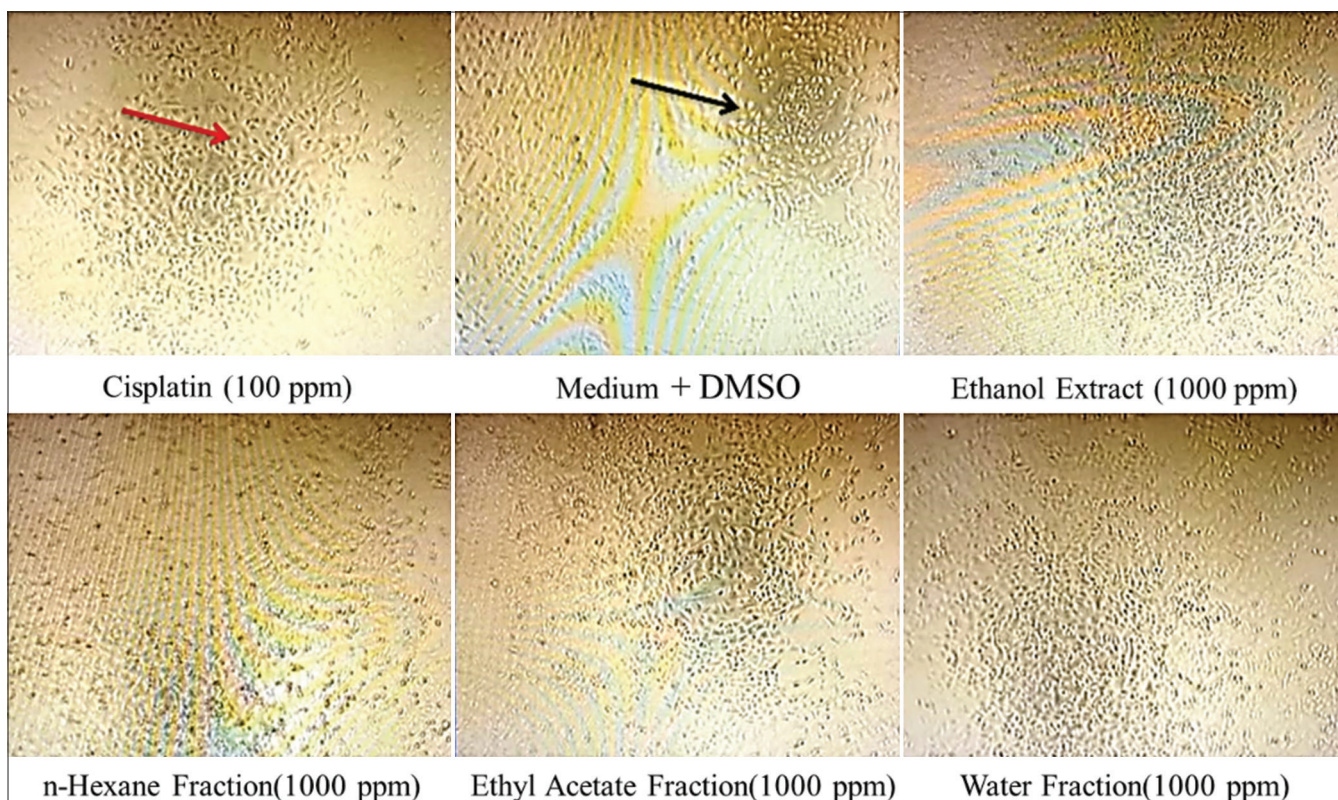 Cisplatin (100 ppm)
Medium + DMSO
Ethanol Extract (1000 ppm)
n-Hexane Fraction(1000 ppm)
Ethyl Acetate Fraction(1000 ppm)
Water Fraction(1000 ppm)